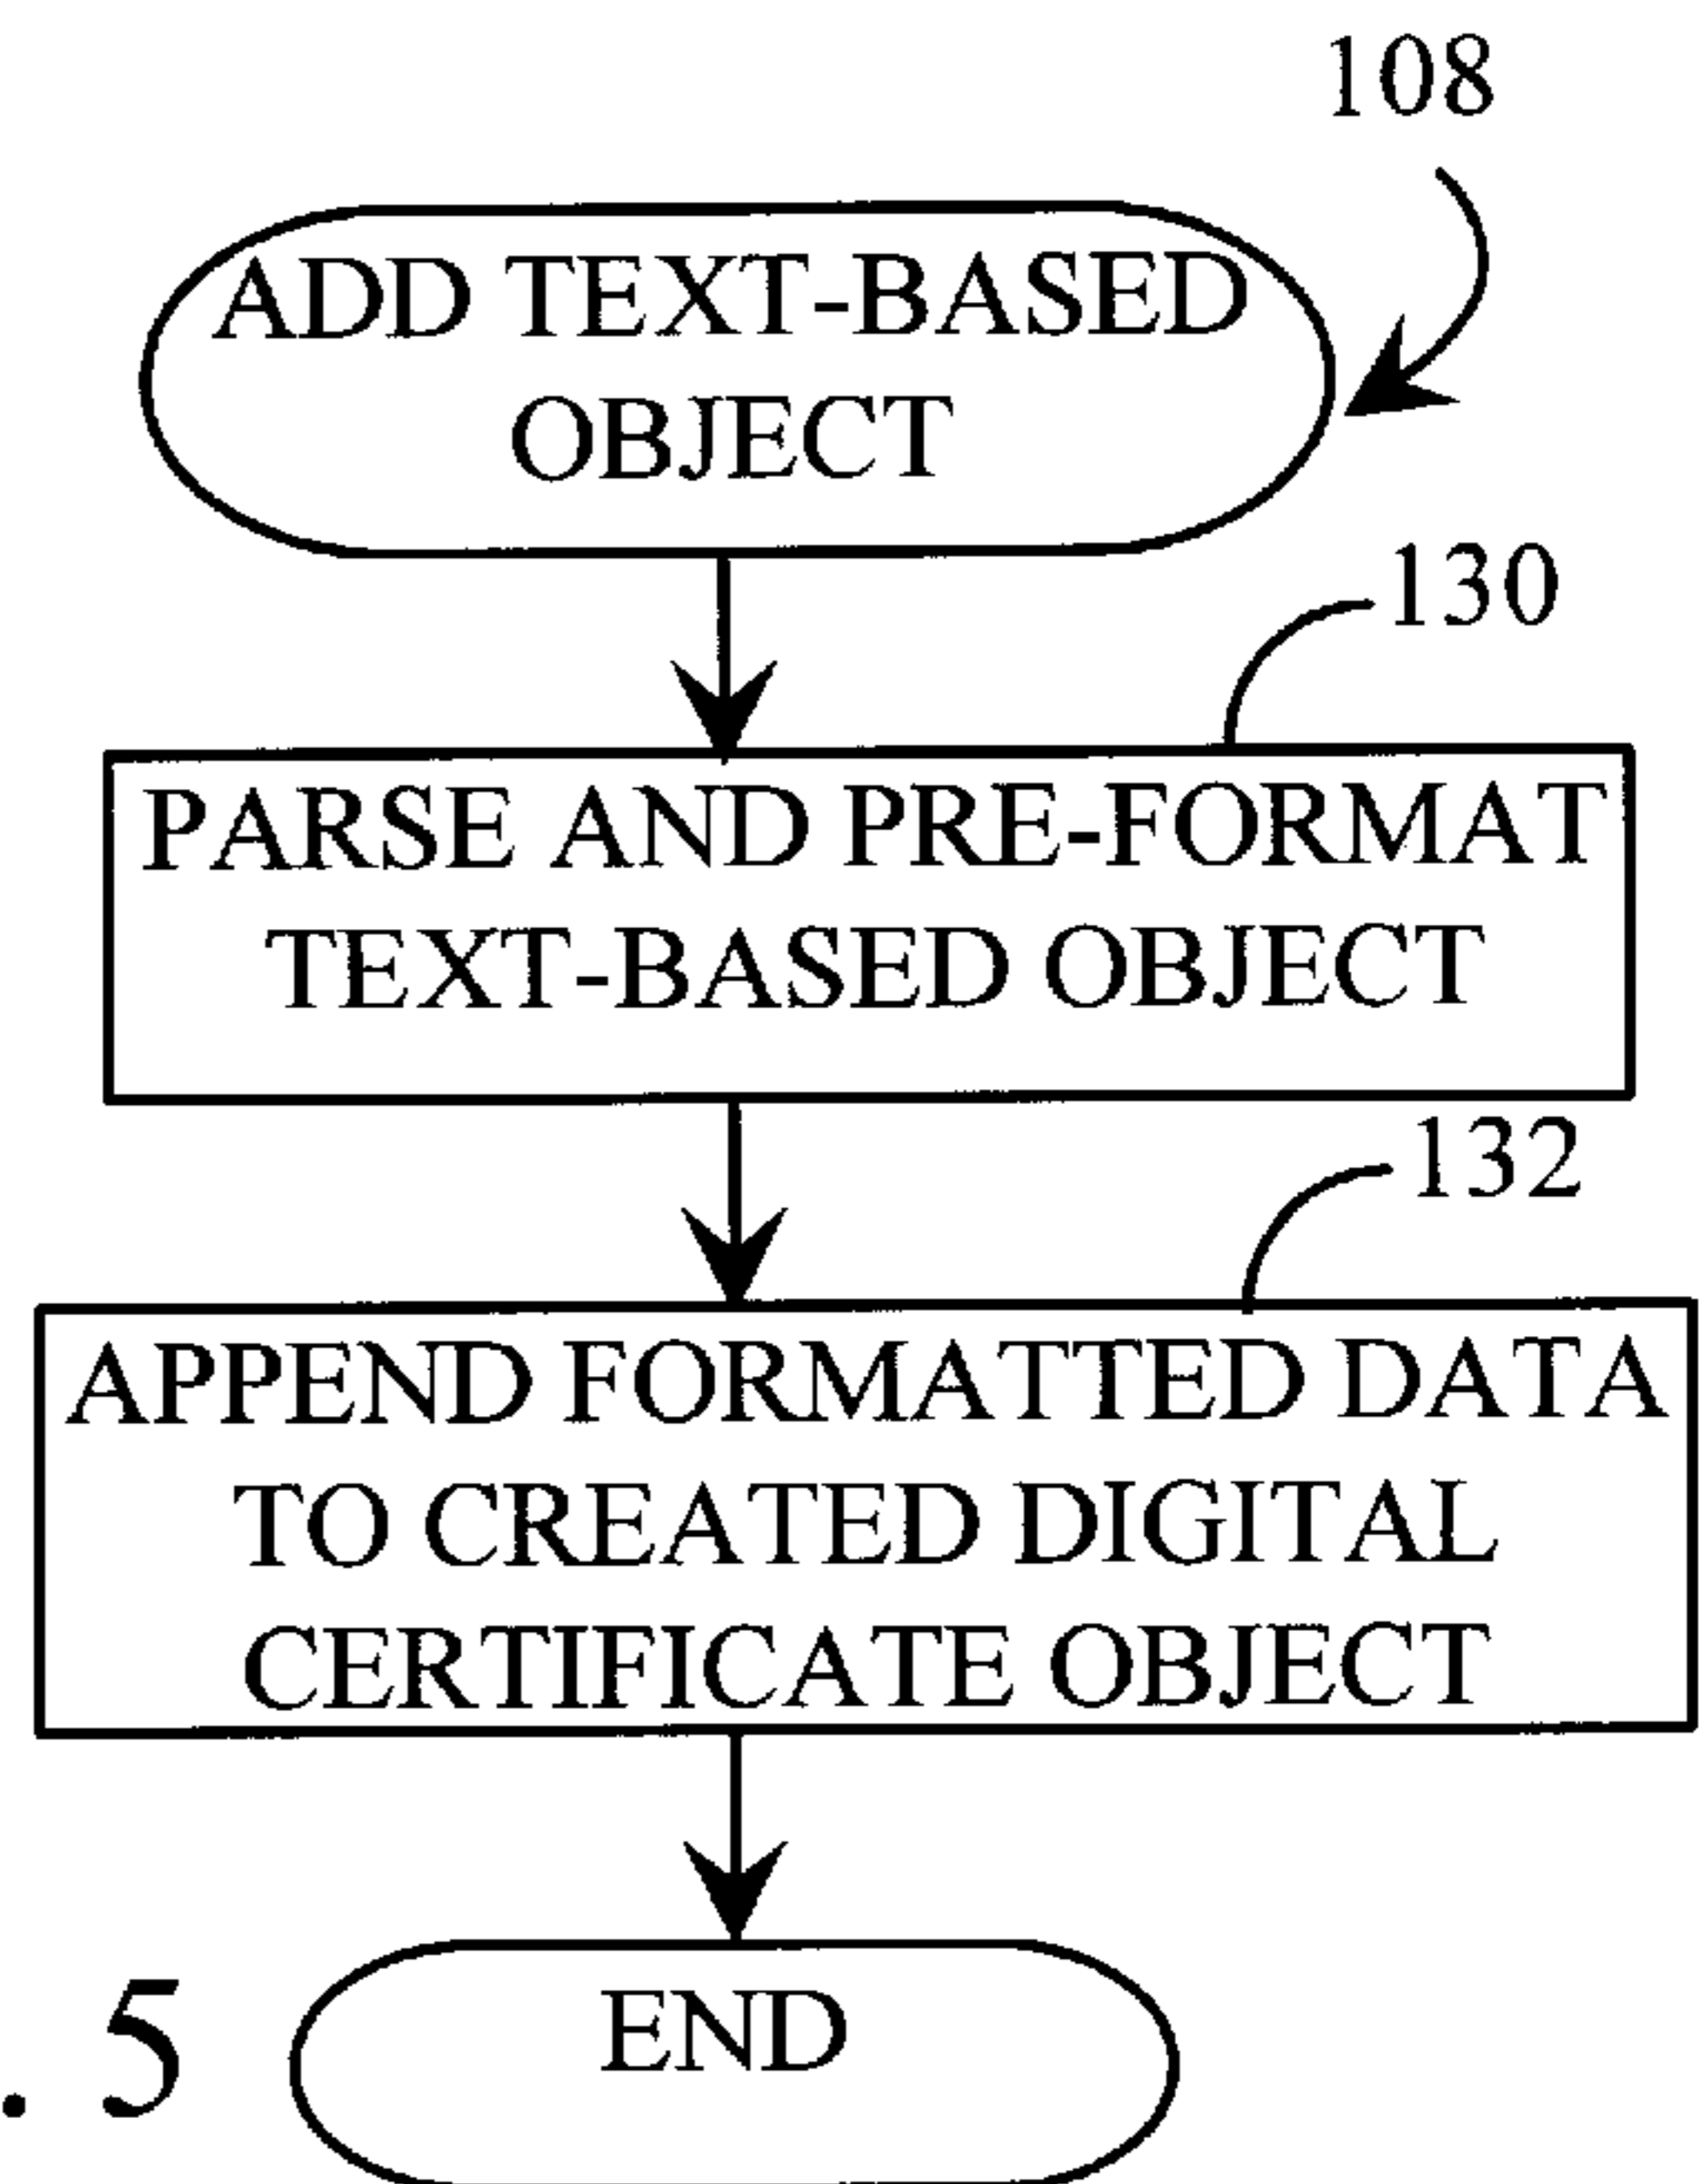 108
ADD TEXT-BASED
OBJECT
130
PARSE AND PRE-FORMAT
TEXT-BASED OBJECT
132
APPEND FORMATTED DATA
TO CREATED DIGITAL
CERTIFICATE OBJECT
END
. 5